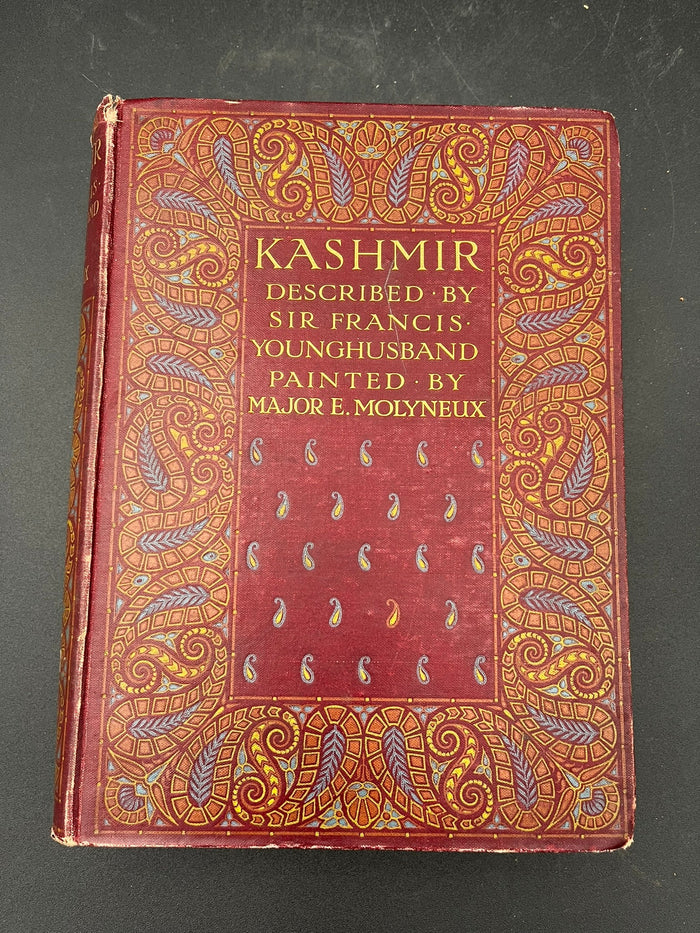 KASHMIR
DESCRIBED · BY
SIR FRANCIS ·
YOUNGHUSBAND
PAINTED · BY
MAJOR E. MOLYNEUX